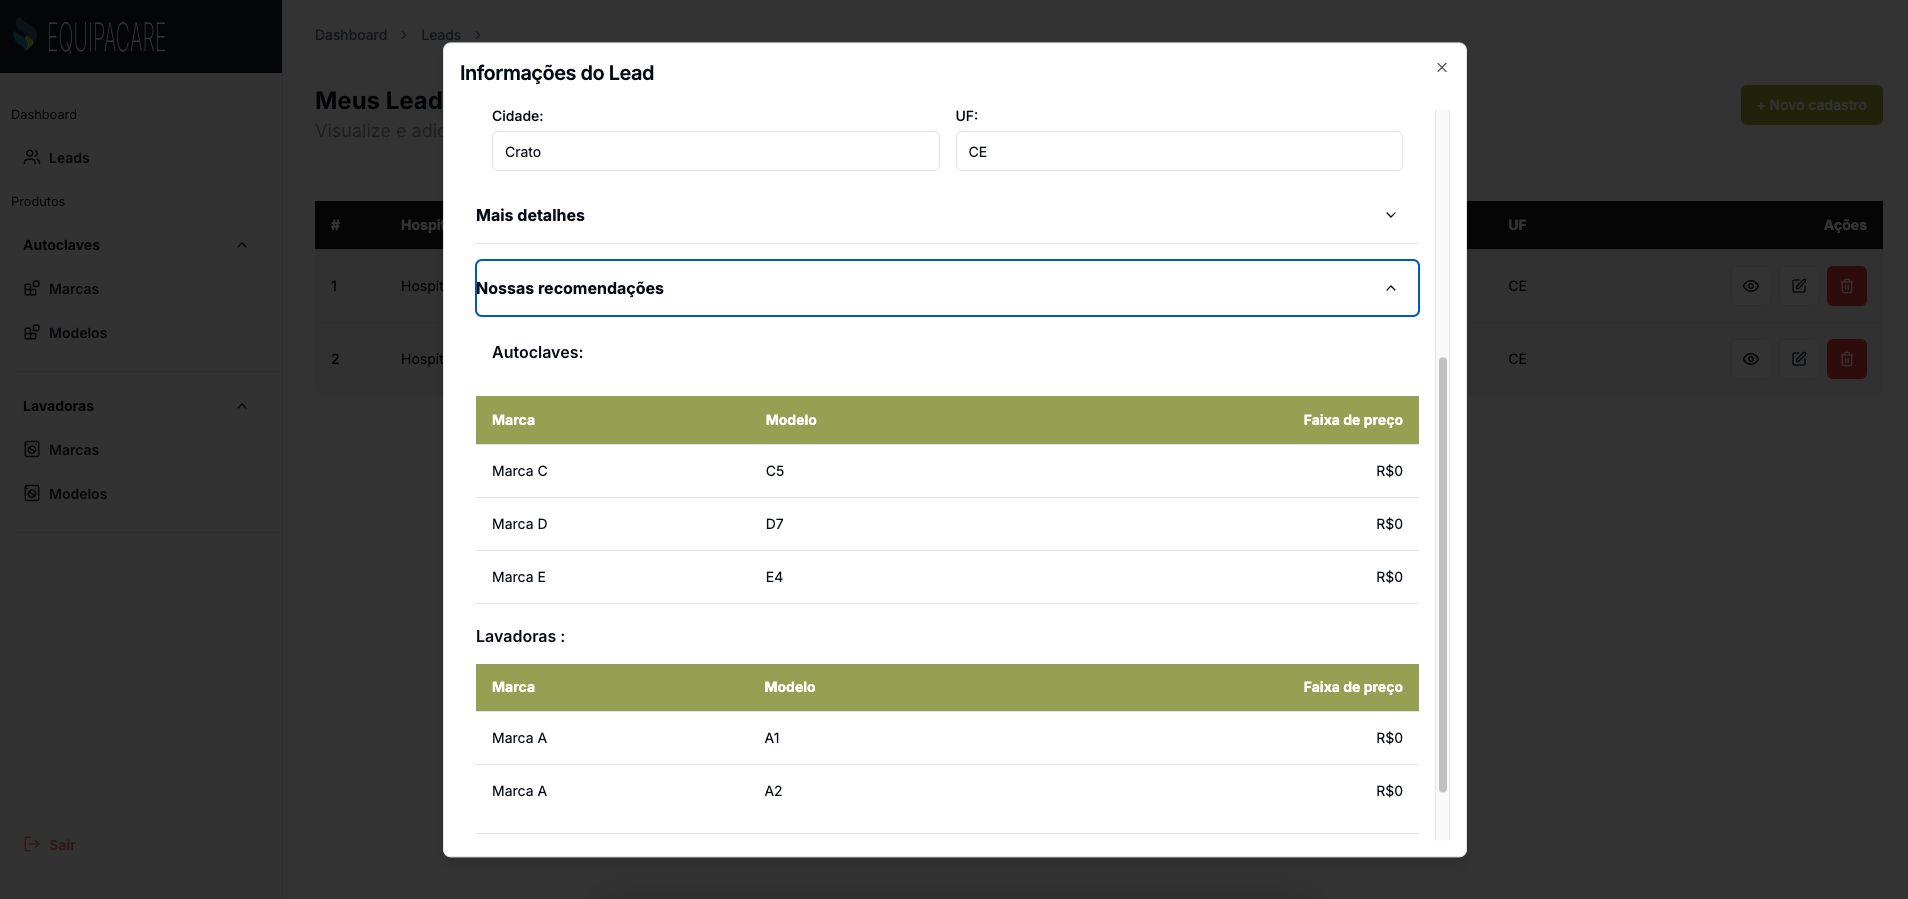 EQUIPACARE
Dashboard
Leads
Produtos
Autoclaves
Marcas
Modelos
Lavadoras
Marcas
Modelos
Sair
Dashboard > Leads >
Meus Lead
Visualize e adic
+ Novo cadastro
# Hospit UF Ações
1 Hospit CE
2 Hospit CE
Informações do Lead
Cidade: UF:
Crato CE
Mais detalhes
Nossas recomendações
Autoclaves:
Marca Modelo Faixa de preço
Marca C C5 R$0
Marca D D7 R$0
Marca E E4 R$0
Lavadoras :
Marca Modelo Faixa de preço
Marca A A1 R$0
Marca A A2 R$0